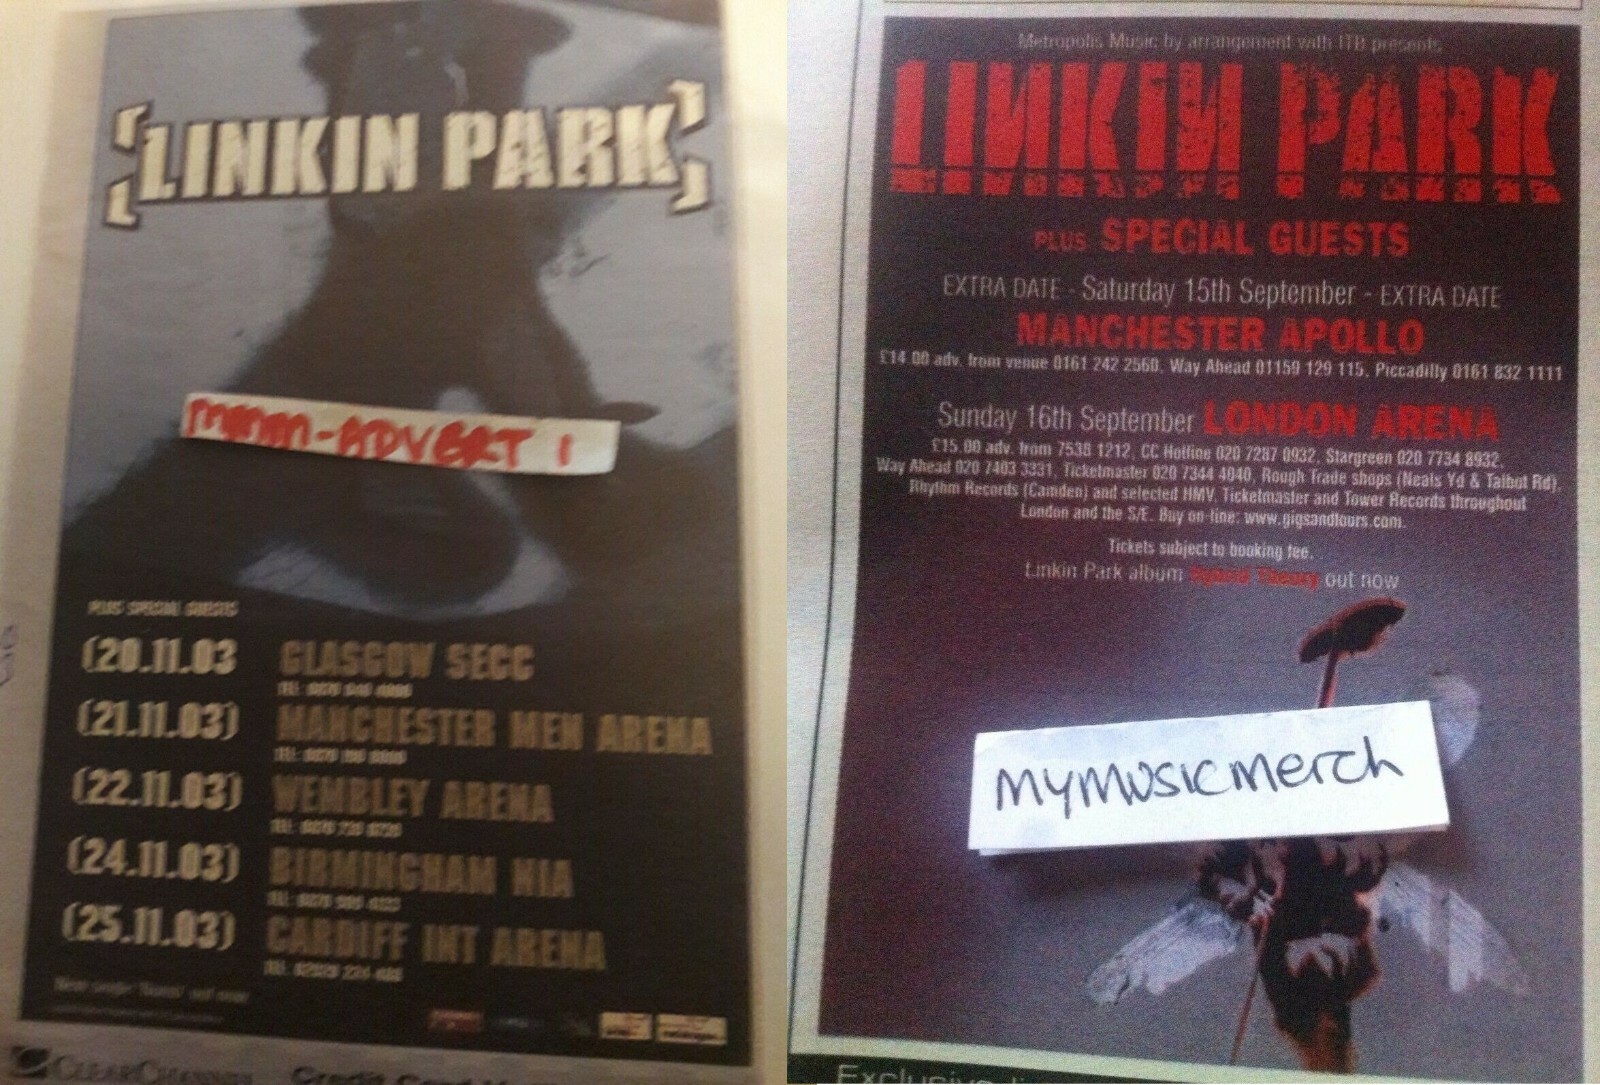 LINKIN PARK
MMM-ADVERT 1
PLUS SPECIAL GUESTS
(20.11.03
GLASGOW SECC
(21.11.03)
MANCHESTER MEN ARENA
(22.11.03)
WEMBLEY ARENA
(24.11.03)
BIRMINGHAM NIA
(25.11.03)
CARDIFF INT ARENA
CLEARCHANNEL
Metropolis Music by arrangement with ITB presents
LINKIN PARK
PLUS SPECIAL GUESTS
EXTRA DATE - Saturday 15th September - EXTRA DATE
MANCHESTER APOLLO
£14.00 adv. from venue 0161 242 2560, Way Ahead 01159 129 115, Piccadilly 0161 832 1111
Sunday 16th September LONDON ARENA
£15.00 adv. from 7538 1212, CC Hotline 020 7287 0932, Stargreen 020 7734 8932,
Way Ahead 020 7403 3331, Ticketmaster 020 7344 4040, Rough Trade shops (Neals Yd & Talbot Rd),
Rhythm Records (Camden) and selected HMV, Ticketmaster and Tower Records throughout
London and the S/E. Buy on-line: www.gigsandtours.com.
Tickets subject to booking fee.
Linkin Park album Hybrid Theory out now
mymusicmerch